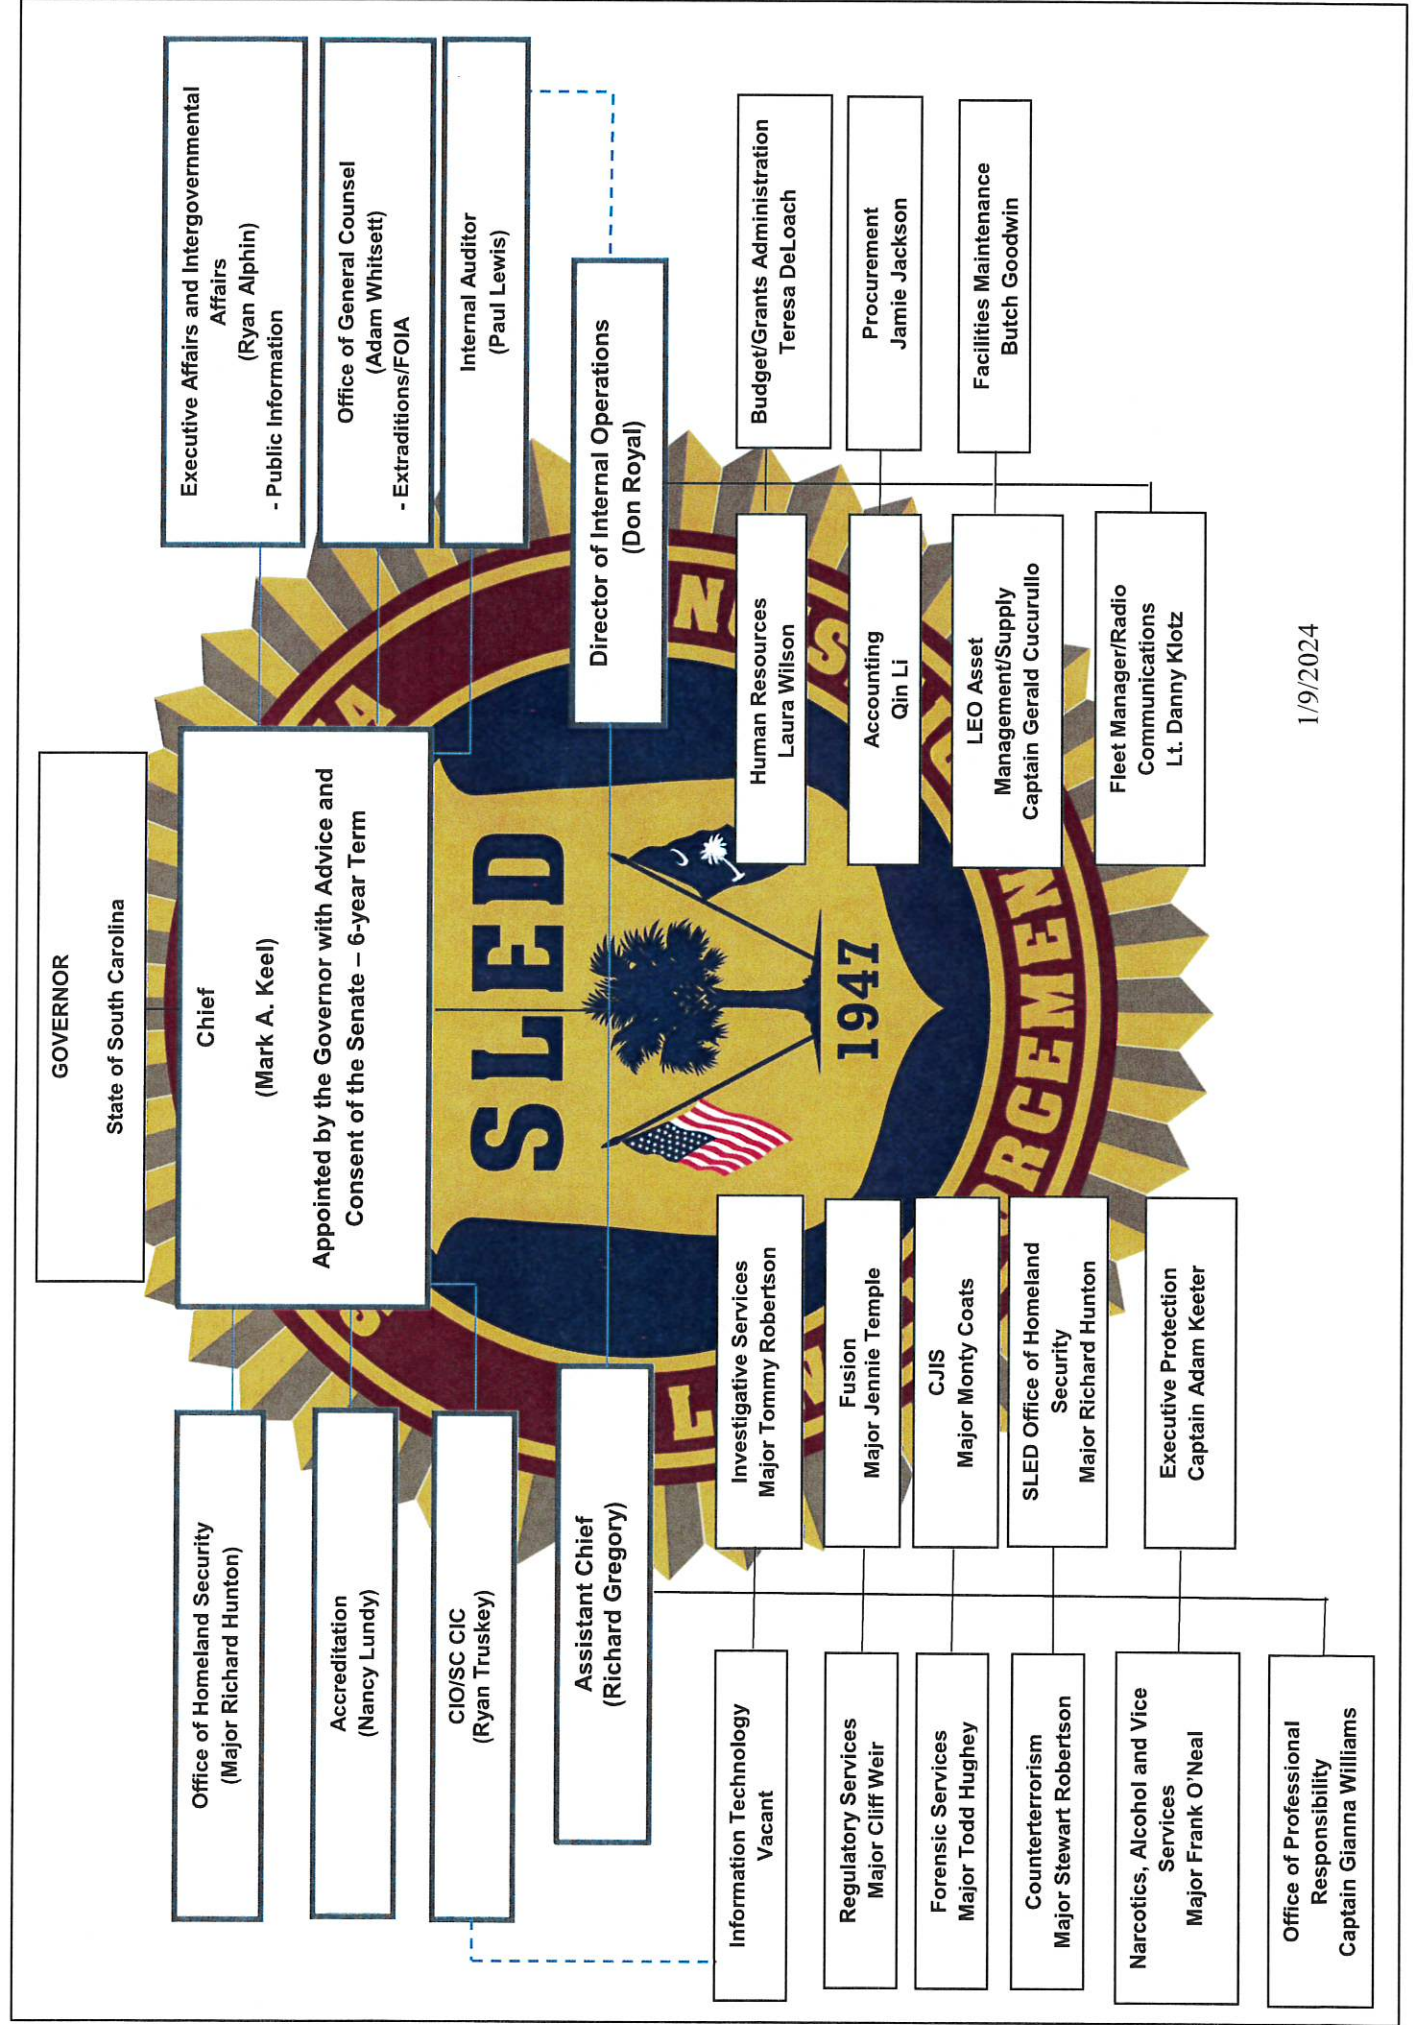 GOVERNOR
State of South Carolina
Chief
(Mark A. Keel)
Appointed by the Governor with Advice and
Consent of the Senate – 6-year Term
Office of Homeland Security
(Major Richard Hunton)
Accreditation
(Nancy Lundy)
CIO/SC CIC
(Ryan Truskey)
Executive Affairs and Intergovernmental
Affairs
(Ryan Alphin)
- Public Information
Office of General Counsel
(Adam Whitsett)
- Extraditions/FOIA
Internal Auditor
(Paul Lewis)
Assistant Chief
(Richard Gregory)
Director of Internal Operations
(Don Royal)
Information Technology
Vacant
Investigative Services
Major Tommy Robertson
Regulatory Services
Major Cliff Weir
Fusion
Major Jennie Temple
Forensic Services
Major Todd Hughey
CJIS
Major Monty Coats
Counterterrorism
Major Stewart Robertson
SLED Office of Homeland
Security
Major Richard Hunton
Narcotics, Alcohol and Vice
Services
Major Frank O'Neal
Executive Protection
Captain Adam Keeter
Office of Professional
Responsibility
Captain Gianna Williams
Human Resources
Laura Wilson
Budget/Grants Administration
Teresa DeLoach
Accounting
Qin Li
Procurement
Jamie Jackson
LEO Asset
Management/Supply
Captain Gerald Cucurullo
Facilities Maintenance
Butch Goodwin
Fleet Manager/Radio
Communications
Lt. Danny Klotz
SLED
1947
1/9/2024